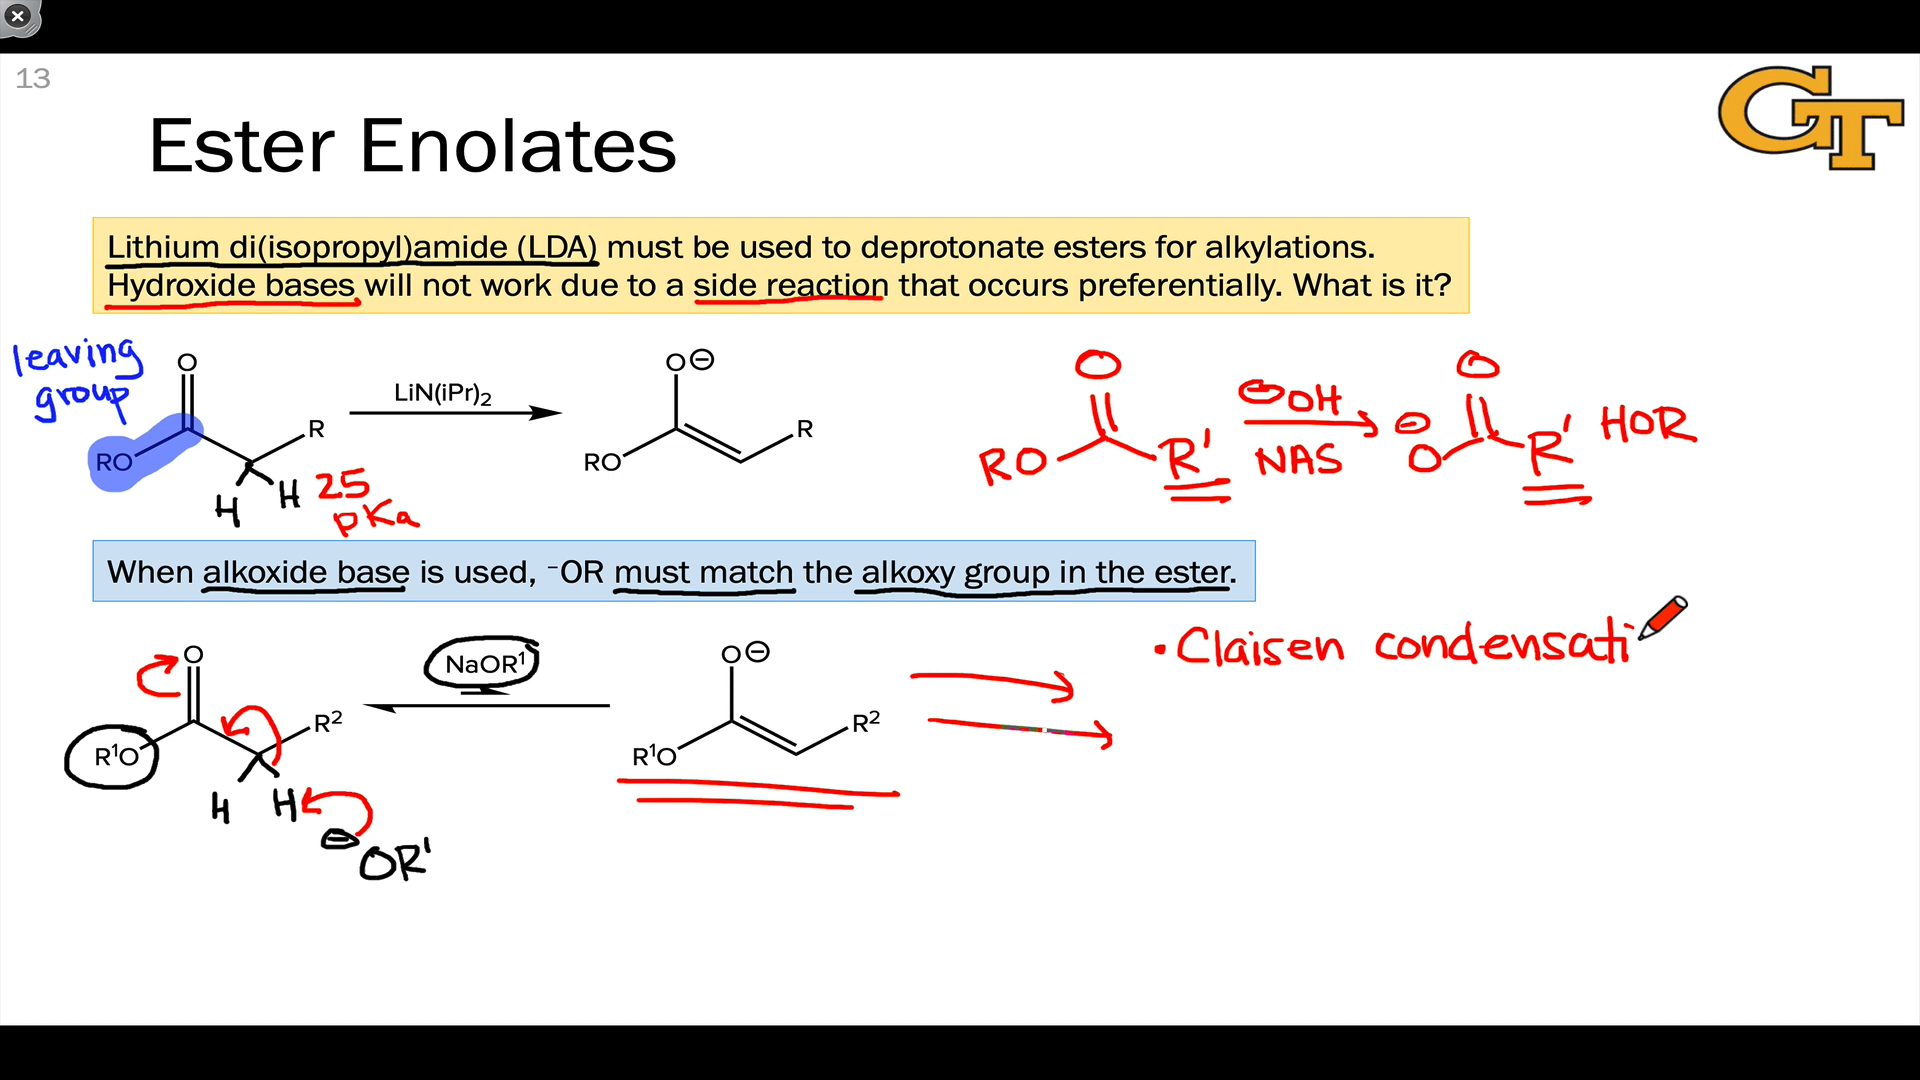 13
GT
Ester Enolates
Lithium di(isopropyl)amide (LDA) must be used to deprotonate esters for alkylations.
Hydroxide bases will not work due to a side reaction that occurs preferentially. What is it?
leaving
group
O
RO
R
H
H
25
pKa
LiN(iPr)₂
O⊖
RO
R
O
RO
R'
⊖OH
NAS
O
⊖
O
R'
HOR
When alkoxide base is used, ⁻OR must match the alkoxy group in the ester.
O
R¹O
R²
H
H
⊖
OR'
NaOR¹
O⊖
R¹O
R²
• Claisen condensati